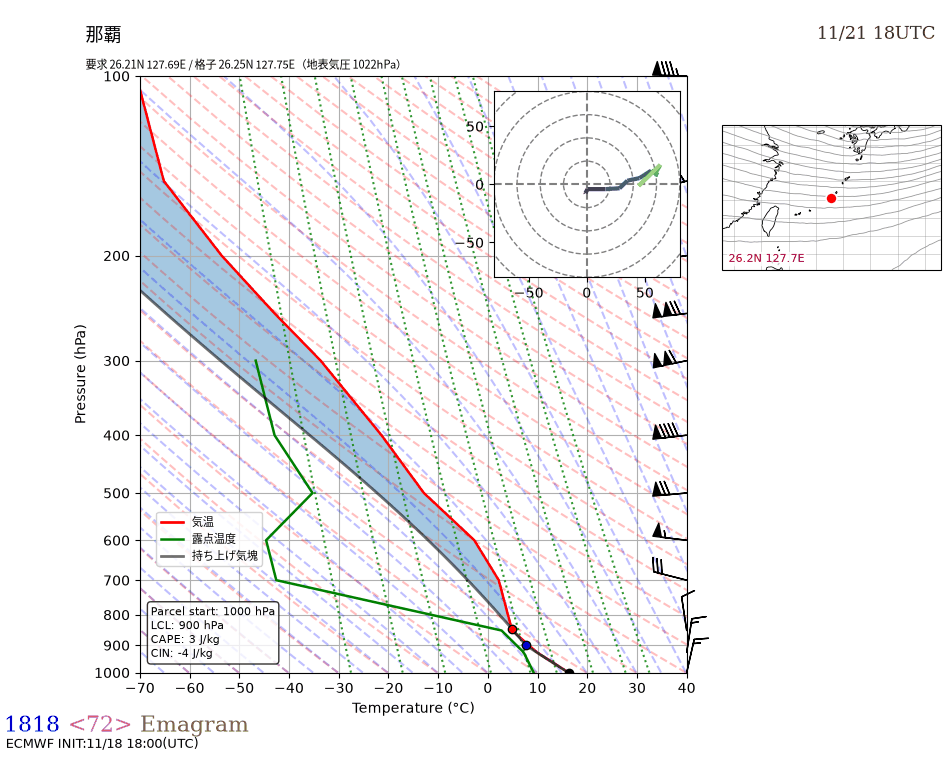 那覇
11/21 18UTC
要求 26.21N 127.69E / 格子 26.25N 127.75E（地表気圧 1022hPa）
100
200
300
400
500
600
700
800
900
1000
Pressure (hPa)
50
0
−50
−50 0 50
26.2N 127.7E
気温
露点温度
持ち上げ気塊
Parcel start: 1000 hPa
LCL: 900 hPa
CAPE: 3 J/kg
CIN: -4 J/kg
−70 −60 −50 −40 −30 −20 −10 0 10 20 30 40
Temperature (°C)
1818 <72> Emagram
ECMWF INIT:11/18 18:00(UTC)